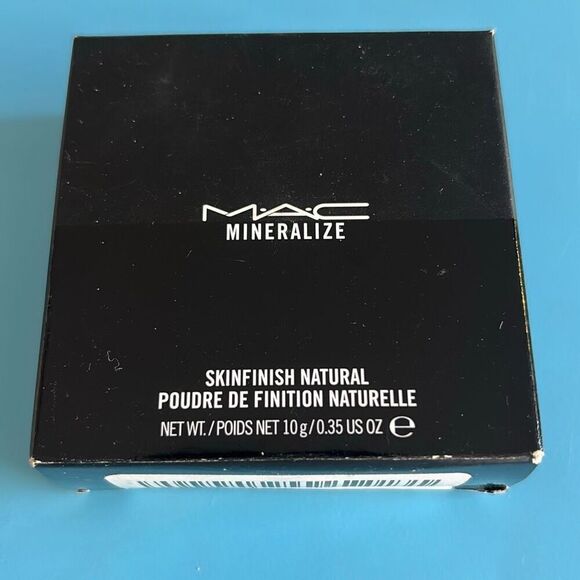 M·A·C
MINERALIZE
SKINFINISH NATURAL
POUDRE DE FINITION NATURELLE
NET WT./POIDS NET 10 g/0.35 US OZ ℮